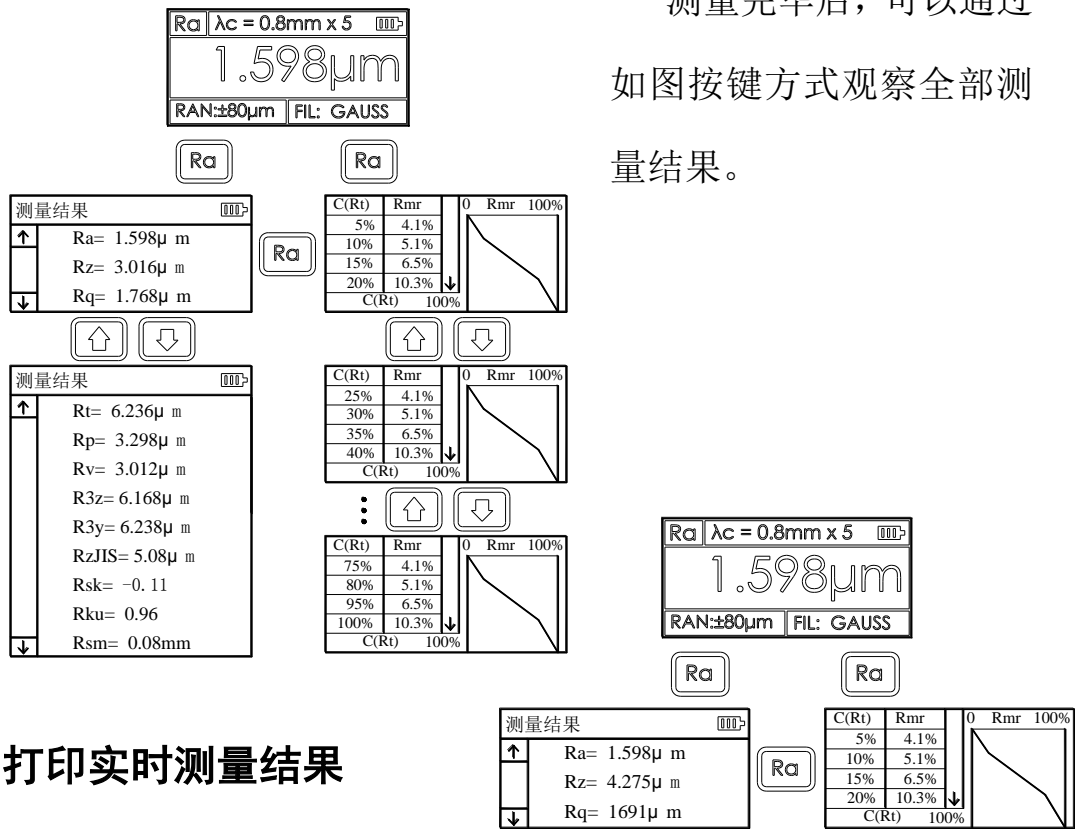 测量完毕后，可以通过
如图按键方式观察全部测
量结果。
Ra λc = 0.8mm x 5
1.598μm
RAN:±80μm FIL: GAUSS
Ra Ra
测量结果
Ra= 1.598μ m
Rz= 3.016μ m
Rq= 1.768μ m
Ra
C(Rt) Rmr 0 Rmr 100%
5% 4.1%
10% 5.1%
15% 6.5%
20% 10.3%
C(Rt) 100%
测量结果
Rt= 6.236μ m
Rp= 3.298μ m
Rv= 3.012μ m
R3z= 6.168μ m
R3y= 6.238μ m
RzJIS= 5.08μ m
Rsk= -0.11
Rku= 0.96
Rsm= 0.08mm
C(Rt) Rmr 0 Rmr 100%
25% 4.1%
30% 5.1%
35% 6.5%
40% 10.3%
C(Rt) 100%
C(Rt) Rmr 0 Rmr 100%
75% 4.1%
80% 5.1%
95% 6.5%
100% 10.3%
C(Rt) 100%
打印实时测量结果
Ra λc = 0.8mm x 5
1.598μm
RAN:±80μm FIL: GAUSS
Ra Ra
测量结果
Ra= 1.598μ m
Rz= 4.275μ m
Rq= 1691μ m
Ra
C(Rt) Rmr 0 Rmr 100%
5% 4.1%
10% 5.1%
15% 6.5%
20% 10.3%
C(Rt) 100%